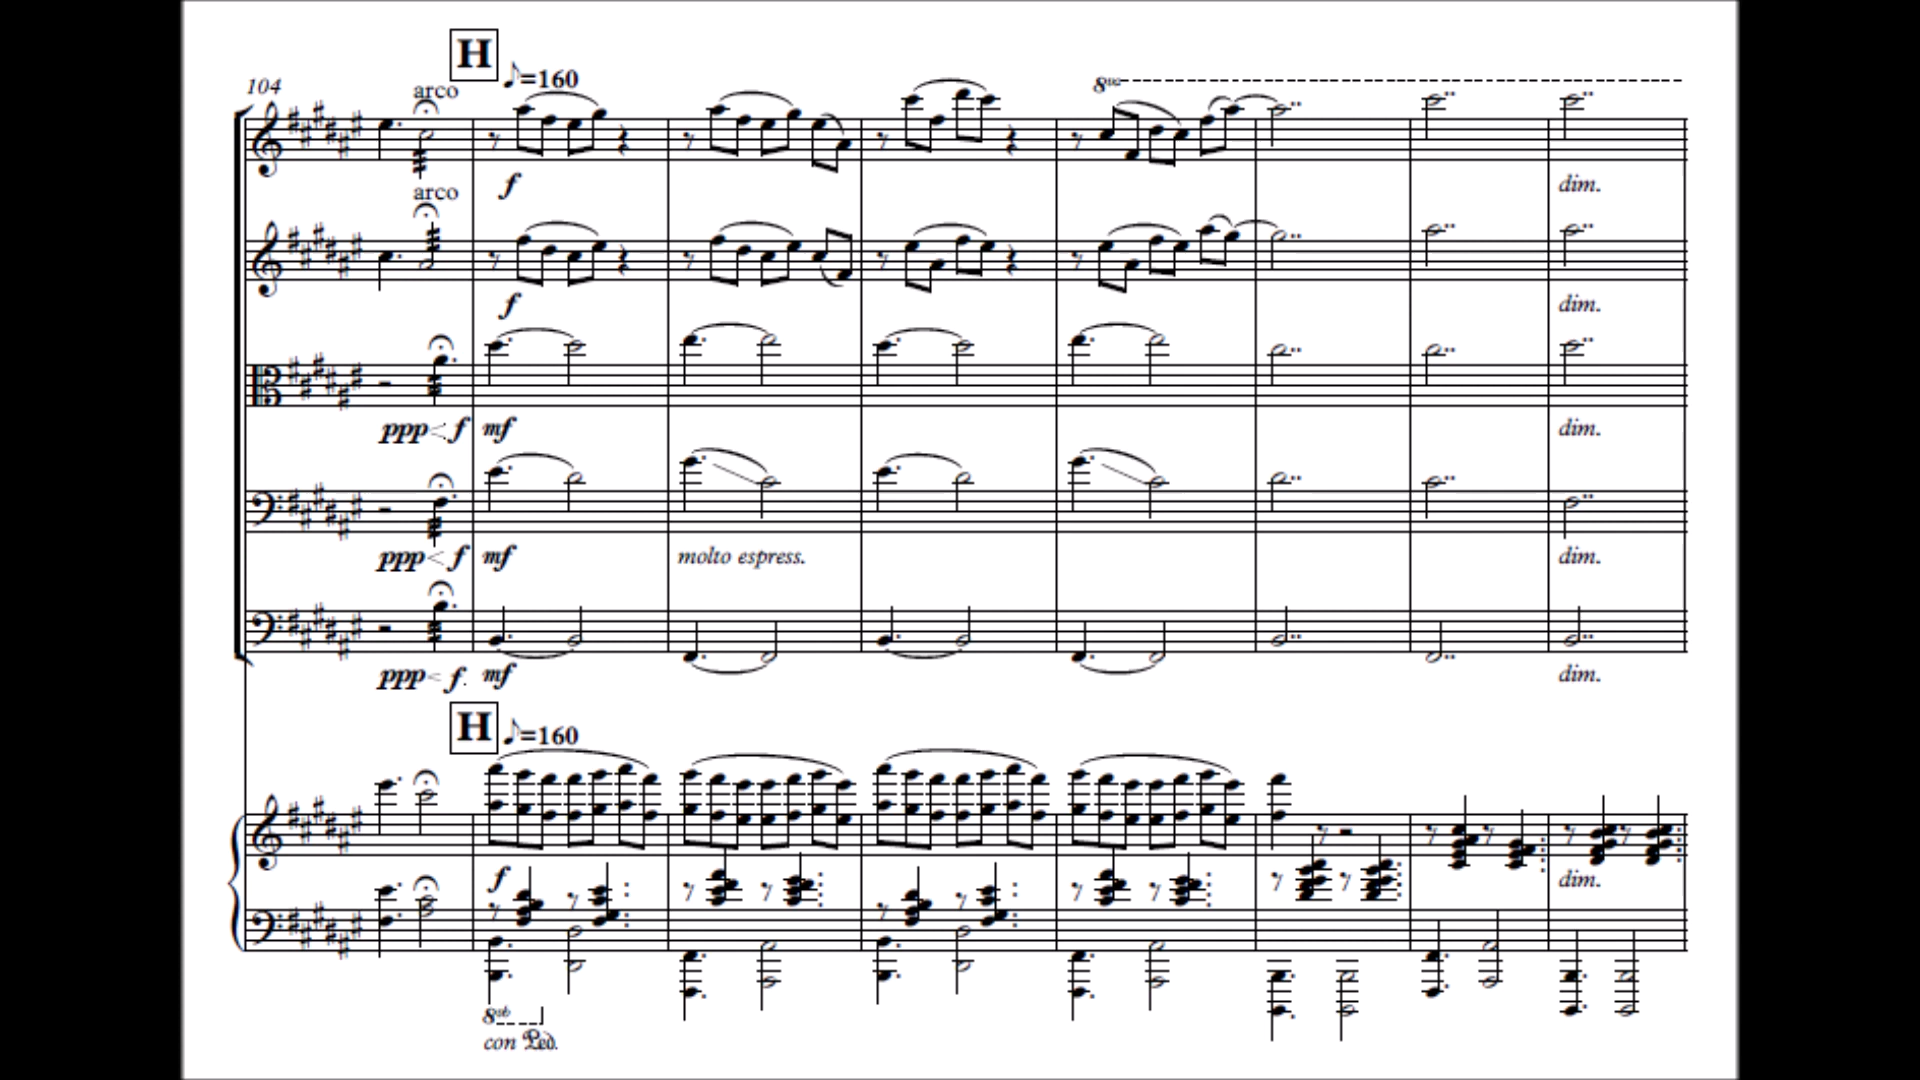 H
♪=160
104
arco
8va
f
dim.
arco
f
dim.
ppp f mf
dim.
ppp f mf
molto espress.
dim.
ppp f mf
dim.
H
♪=160
f
dim.
8vb
con Ped.